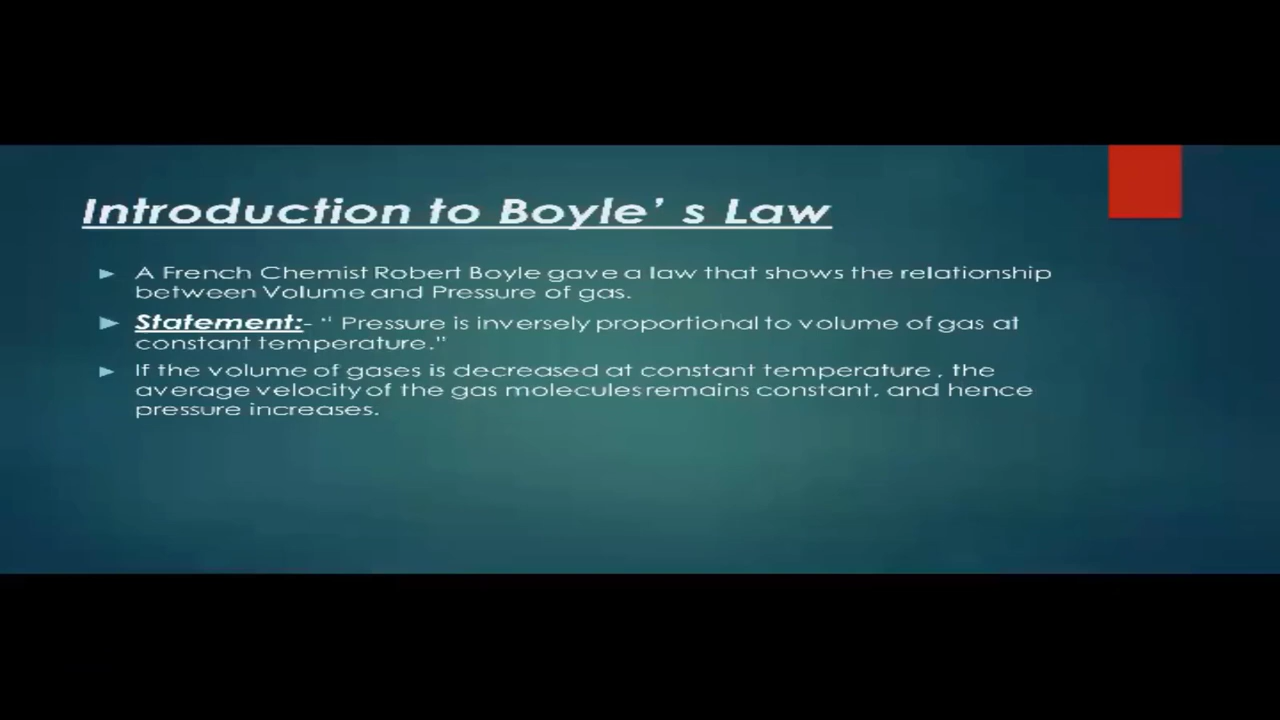 Introduction to Boyle’ s Law
A French Chemist Robert Boyle gave a law that shows the relationship
between Volume and Pressure of gas.
Statement:- “ Pressure is inversely proportional to volume of gas at
constant temperature."
If the volume of gases is decreased at constant temperature , the
average velocity of the gas molecules remains constant, and hence
pressure increases.